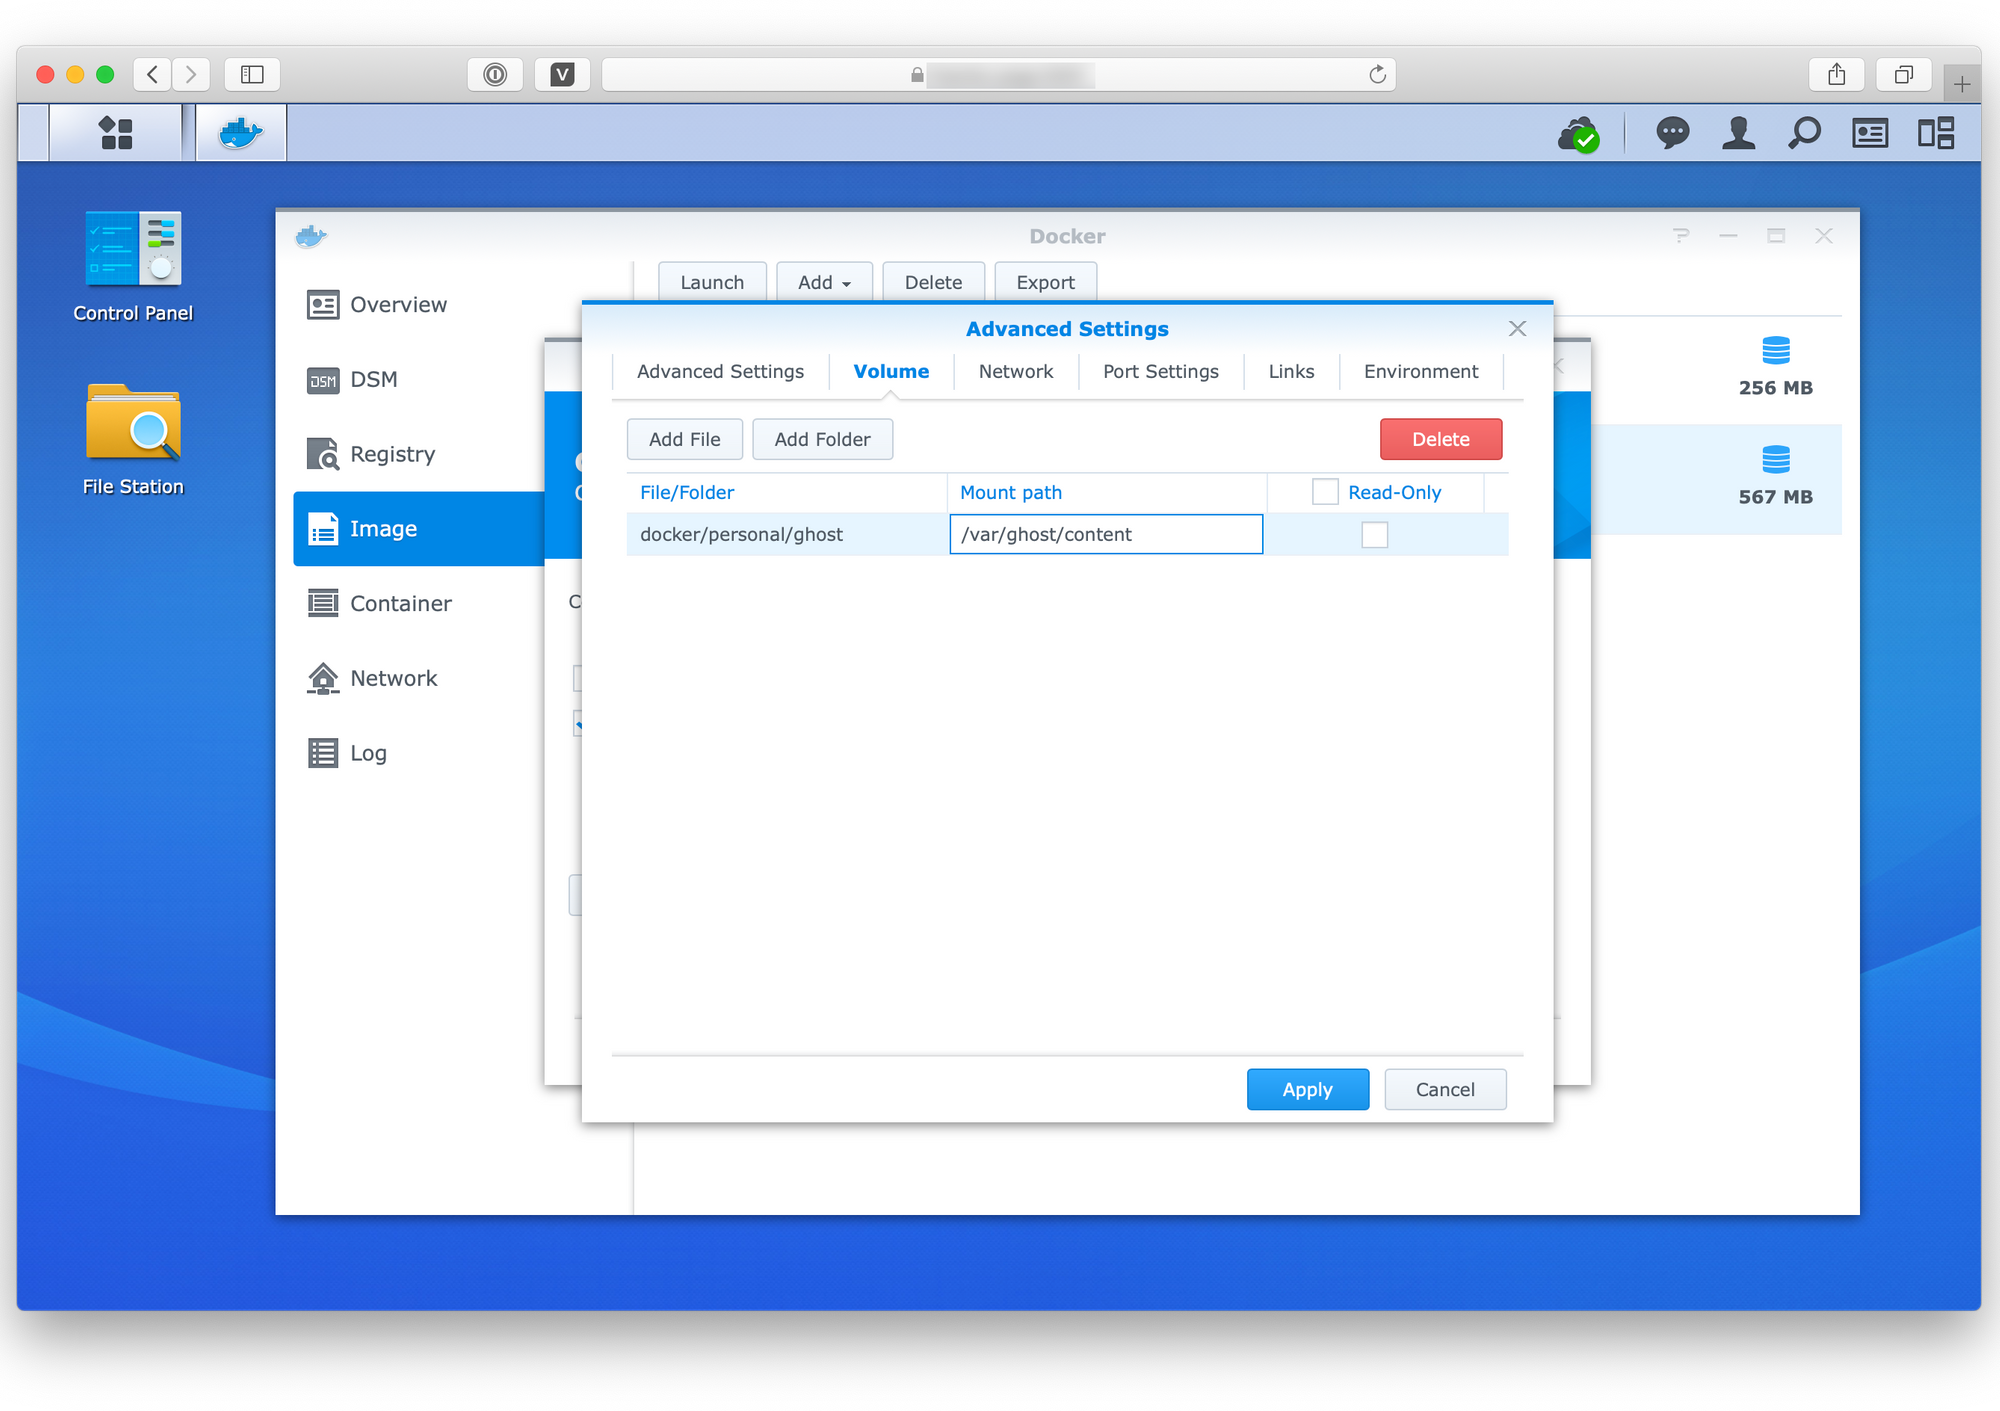 V
Control Panel
File Station
Docker
Overview
DSM
DSM
Registry
Image
Container
Network
Log
Launch
Add
Delete
Export
256 MB
567 MB
Advanced Settings
Advanced Settings
Volume
Network
Port Settings
Links
Environment
Add File
Add Folder
Delete
File/Folder
Mount path
Read-Only
docker/personal/ghost
/var/ghost/content
Apply
Cancel